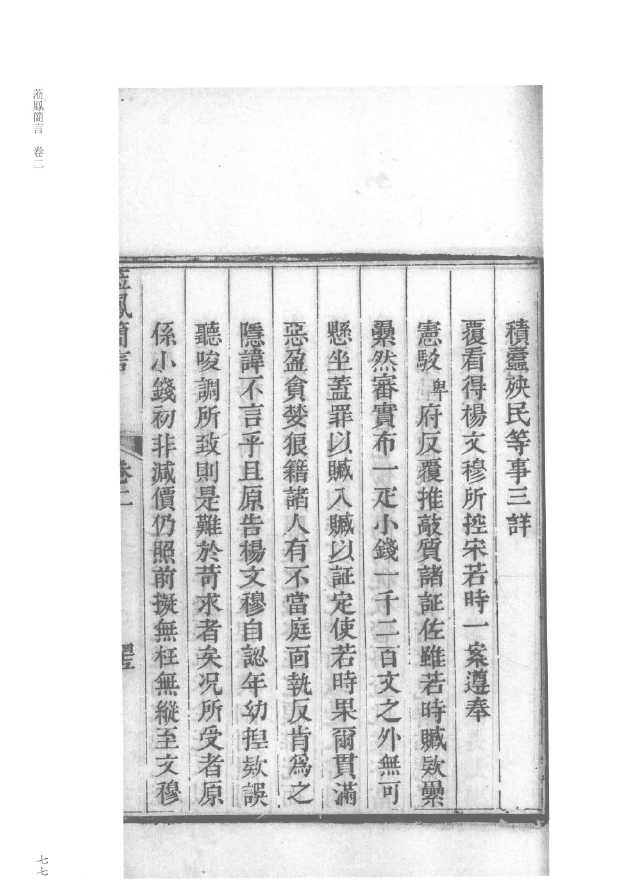 積蠹殃民等事三詳
覆看得楊文穆所控宋若時一案遵奉
憲駁卑府反覆推敲質諸証佐雖若時贓欵纍
纍然審實布一疋小錢一千二百文之外無可
懸坐蓋罪以贓入贓以証定使若時果爾貫滿
惡盈貪婪狼籍諸人有不當庭面執反肯爲之
隱諱不言乎且原告楊文穆自認年幼揑欵誤
聽唆調所致則是難於苛求者矣况所受者原
係小錢初非減價仍照前擬無枉無縱至文穆
鳳簡言 卷二
鳳簡言 卷二
七七